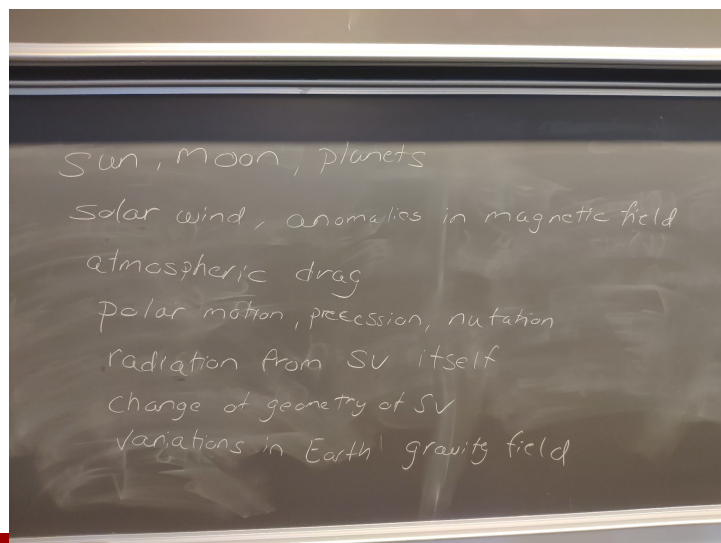 Sun, Moon, planets
Solar wind, anomalies in magnetic field
atmospheric drag
polar motion, precession, nutation
radiation from SV itself
change of geometry of SV
variations in Earth gravity field